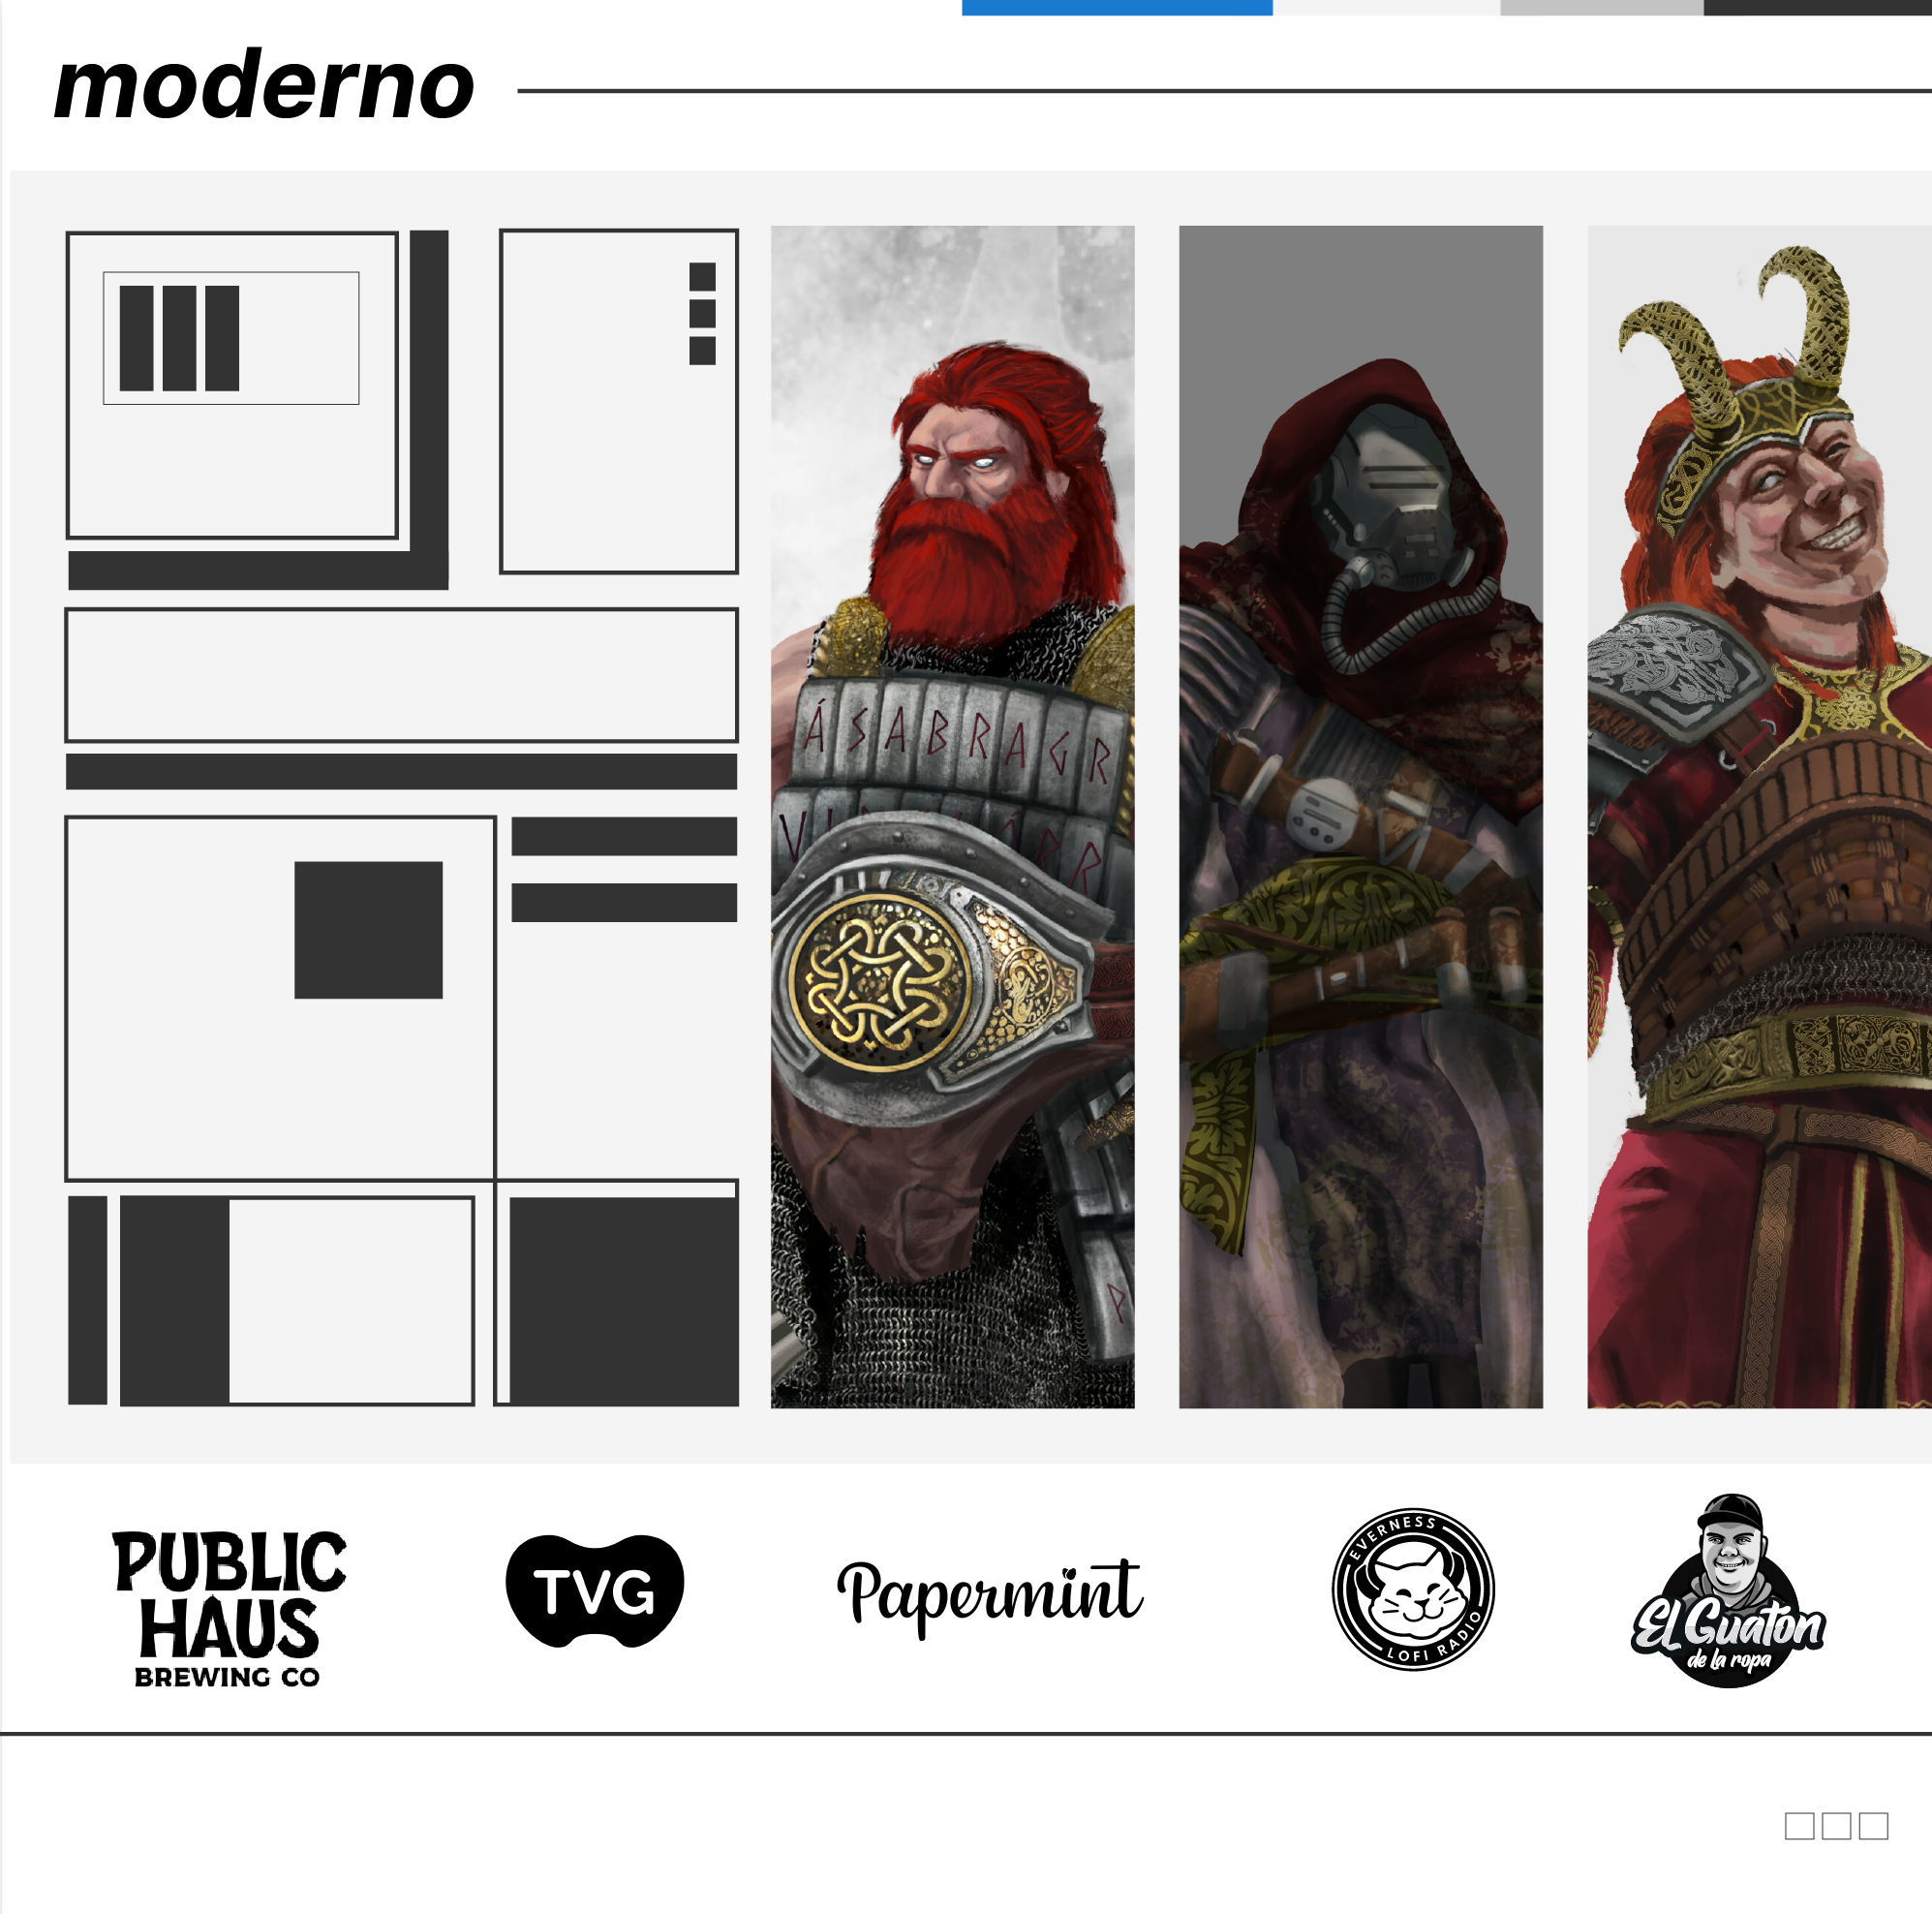 moderno
ÁSABRAGR
PUBLIC
HAUS
BREWING CO
TVG
Papermint
EVERNESS
LOFI RADIO
El Guaton
de la ropa